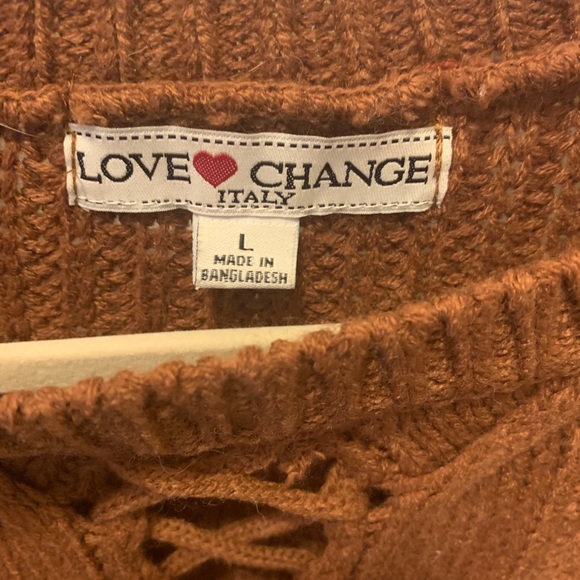 LOVE ❤ CHANGE
ITALY
L
MADE IN
BANGLADESH